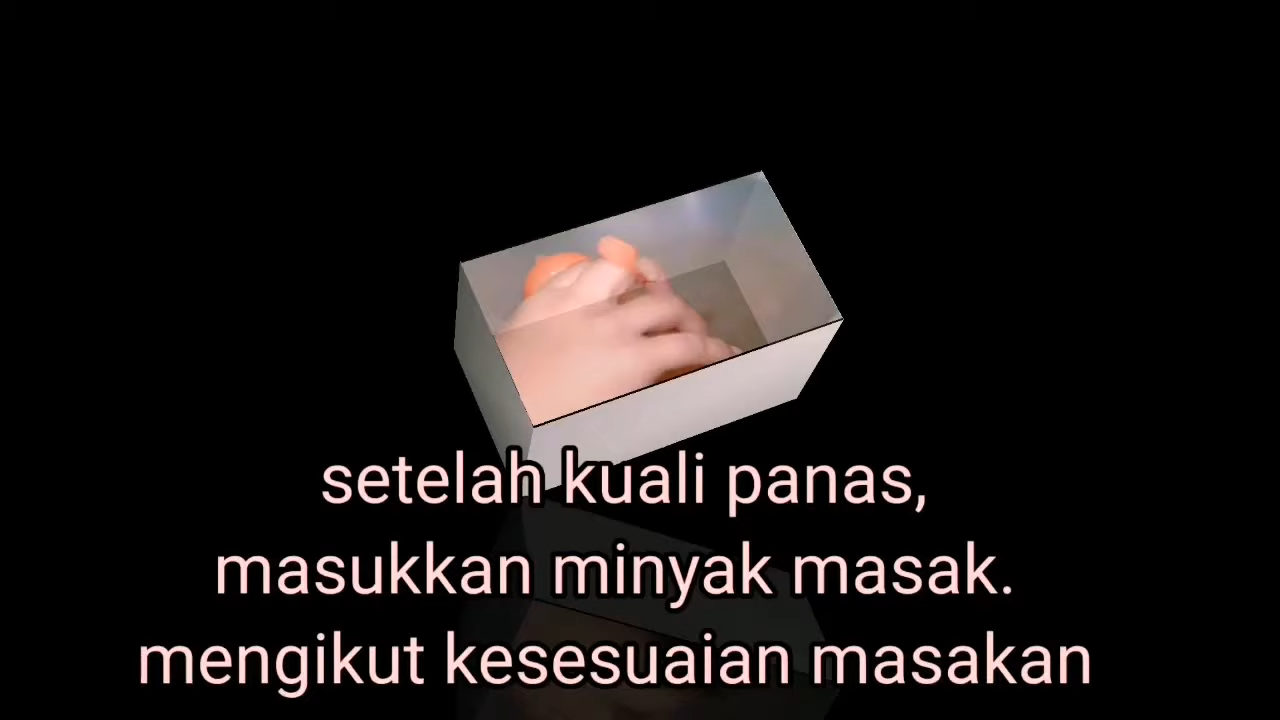 setelah kuali panas,
masukkan minyak masak.
mengikut kesesuaian masakan